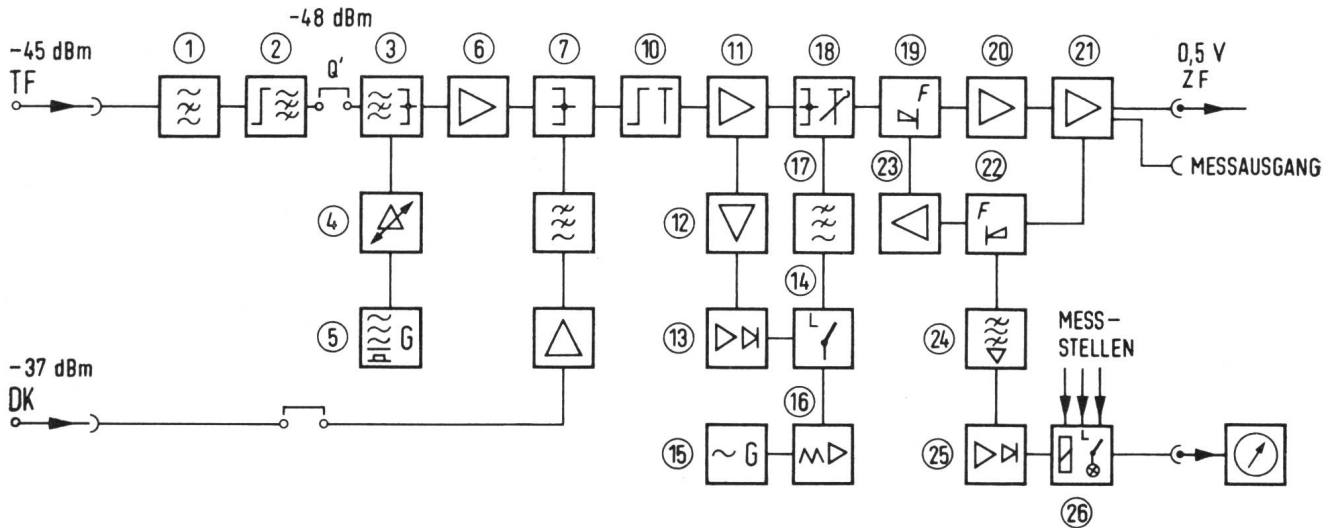 -48 dBm
-45 dBm
TF
1
2
Q'
3
6
7
10
11
18
19
F
20
21
0,5 V
ZF
MESSAUSGANG
4
12
17
23
22
F
5
G
13
14
L
24
MESS-
STELLEN
-37 dBm
DK
15
~ G
16
25
L
26